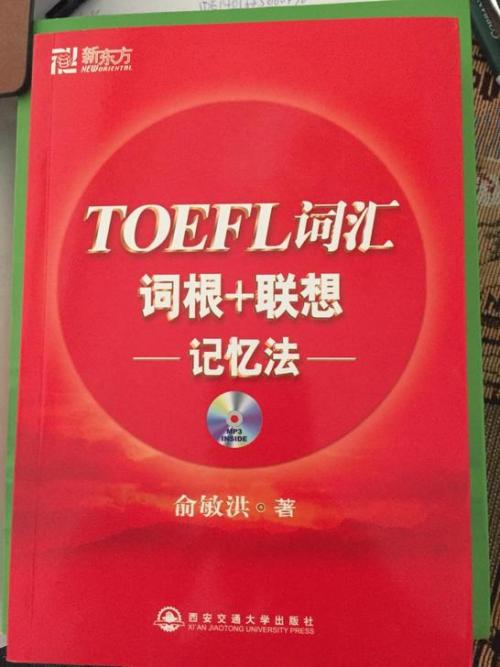 新东方
NEW ORIENTAL
TOEFL词汇
词根+联想
记忆法
MP3
INSIDE
俞敏洪 著
西安交通大学出版社
XI'AN JIAOTONG UNIVERSITY PRESS